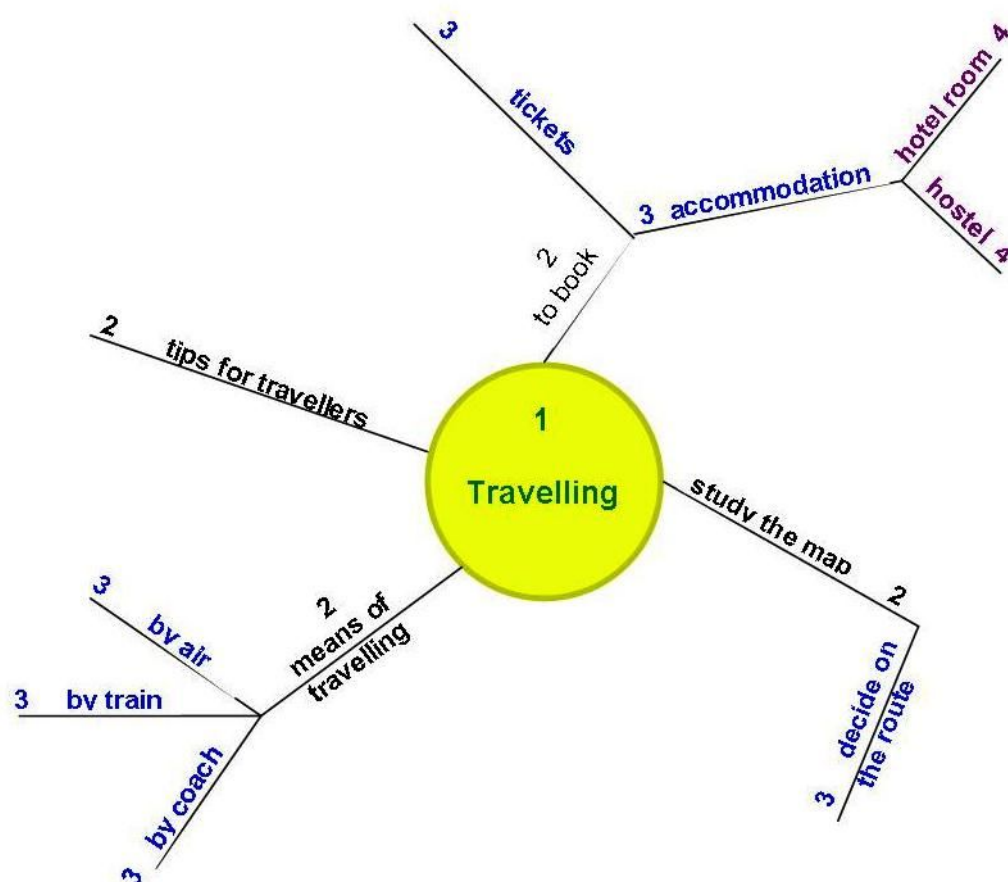 3
tickets
3 accommodation
hotel room 4
hostel 4
2
to book
2
tips for travellers
1
Travelling
study the map
2
decide on
the route
3
2
means of
travelling
3
by air
3 by train
3 by coach